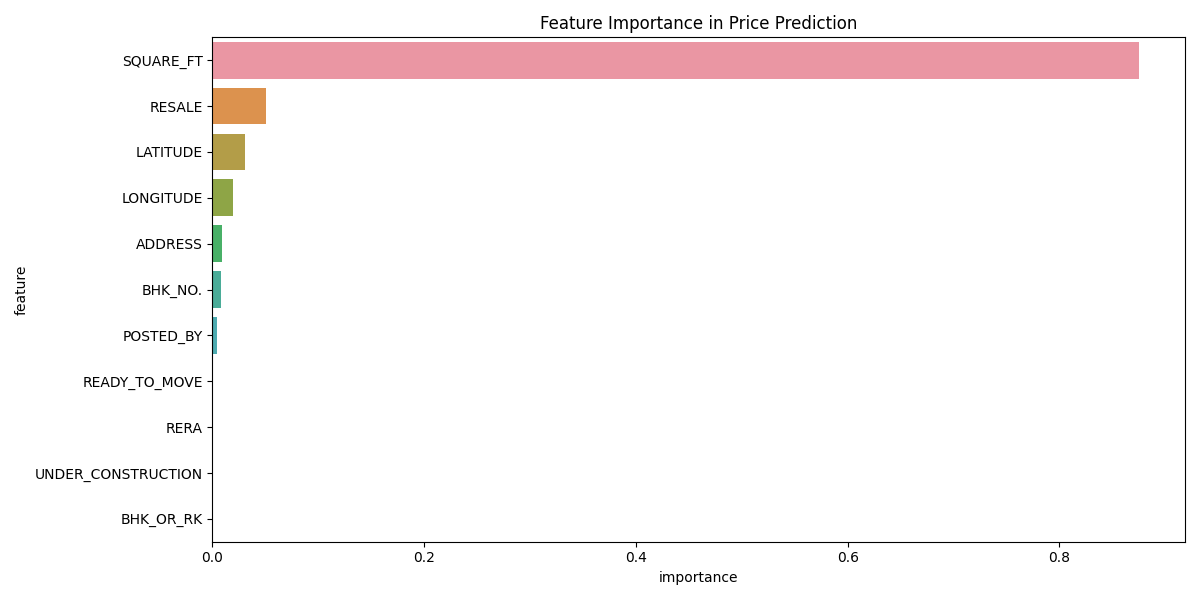 Feature Importance in Price Prediction
SQUARE_FT
RESALE
LATITUDE
LONGITUDE
ADDRESS
BHK_NO.
POSTED_BY
READY_TO_MOVE
RERA
UNDER_CONSTRUCTION
BHK_OR_RK
feature
0.0 0.2 0.4 0.6 0.8
importance